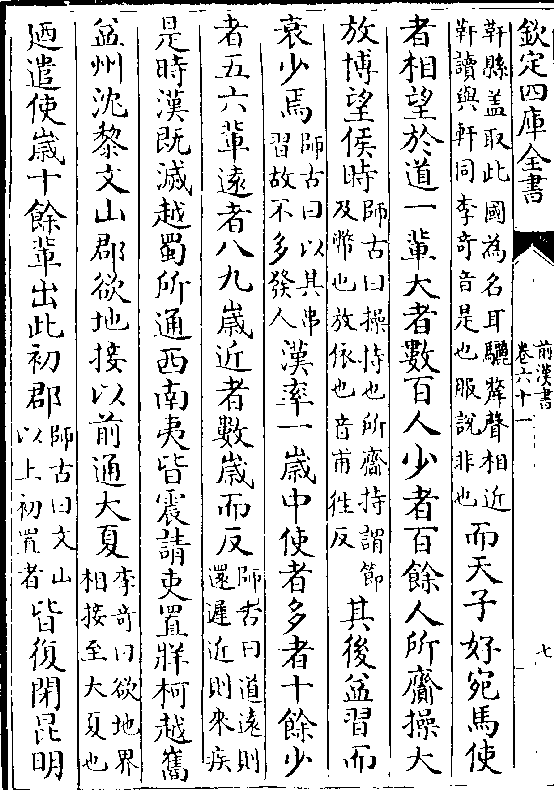 欽定四庫全書
前漢書
卷六十一
七
軒縣盖取此國為名耳驪犛聲相近
靬讀與軒同李奇音是也服說非也
而天子好宛馬使
者相望於道一輩大者數百人少者百餘人所齎操大
放博望侯時
師古曰操持也所齎持謂節
及幣也放依也音甫往反
其後益習而
衰少焉
師古曰以其串
習故不多發人
漢率一嵗中使者多者十餘少
者五六輩遠者八九嵗近者數嵗而反
師古曰道遠則
還遲近則來疾
是時漢既滅越蜀所通西南夷皆震請吏置牂柯越嶲
益州沈黎文山郡欲地接以前通大夏
李奇曰欲地界
相接至大夏也
廼遣使嵗十餘輩出此初郡
師古曰文山
以上初置者
皆復閉昆明